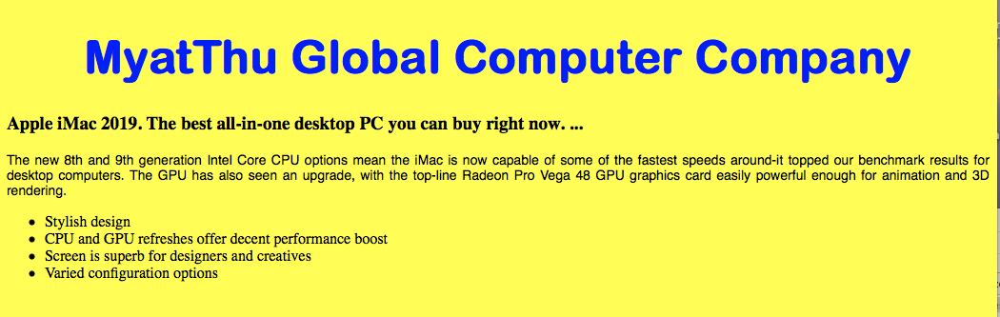 MyatThu Global Computer Company
Apple iMac 2019. The best all-in-one desktop PC you can buy right now. ...
The new 8th and 9th generation Intel Core CPU options mean the iMac is now capable of some of the fastest speeds around-it topped our benchmark results for
desktop computers. The GPU has also seen an upgrade, with the top-line Radeon Pro Vega 48 GPU graphics card easily powerful enough for animation and 3D
rendering.
• Stylish design
• CPU and GPU refreshes offer decent performance boost
• Screen is superb for designers and creatives
• Varied configuration options